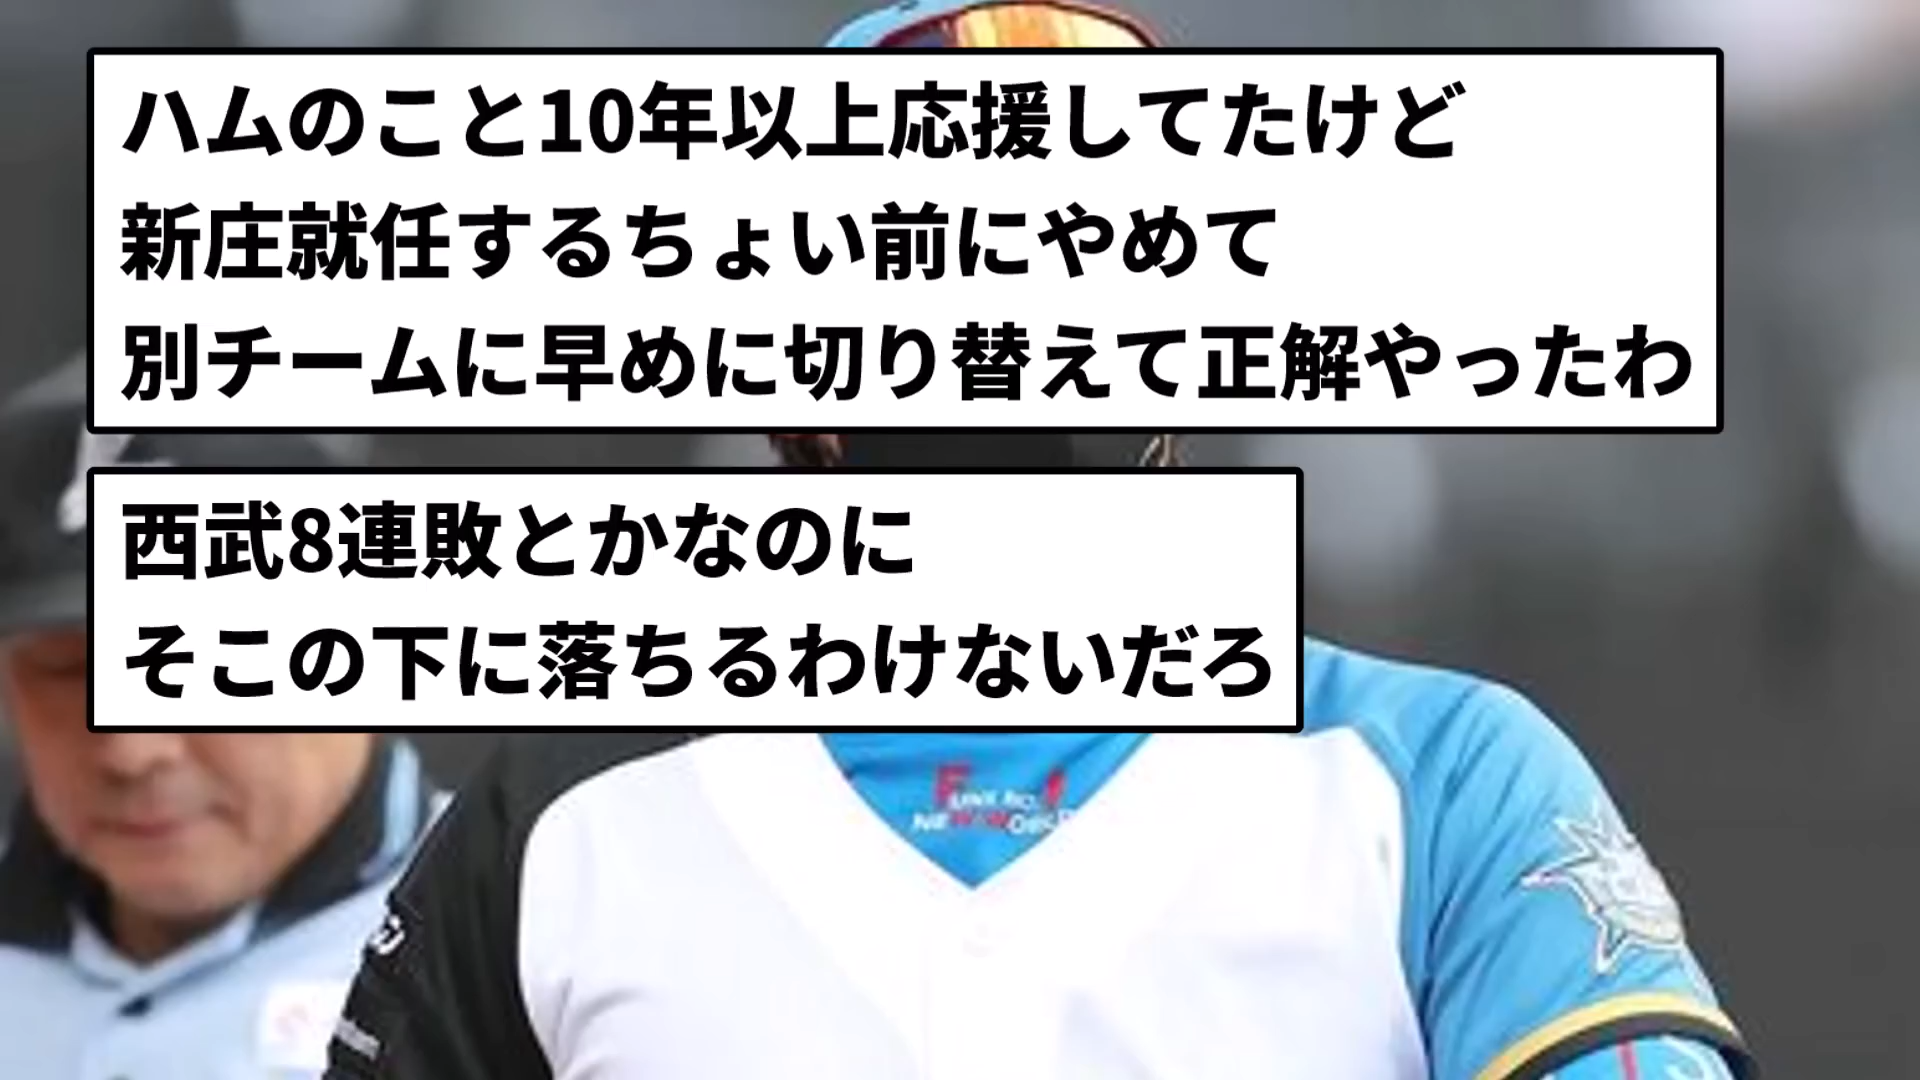 ハムのこと10年以上応援してたけど
新庄就任するちょい前にやめて
別チームに早めに切り替えて正解やったわ
西武8連敗とかなのに
そこの下に落ちるわけないだろ